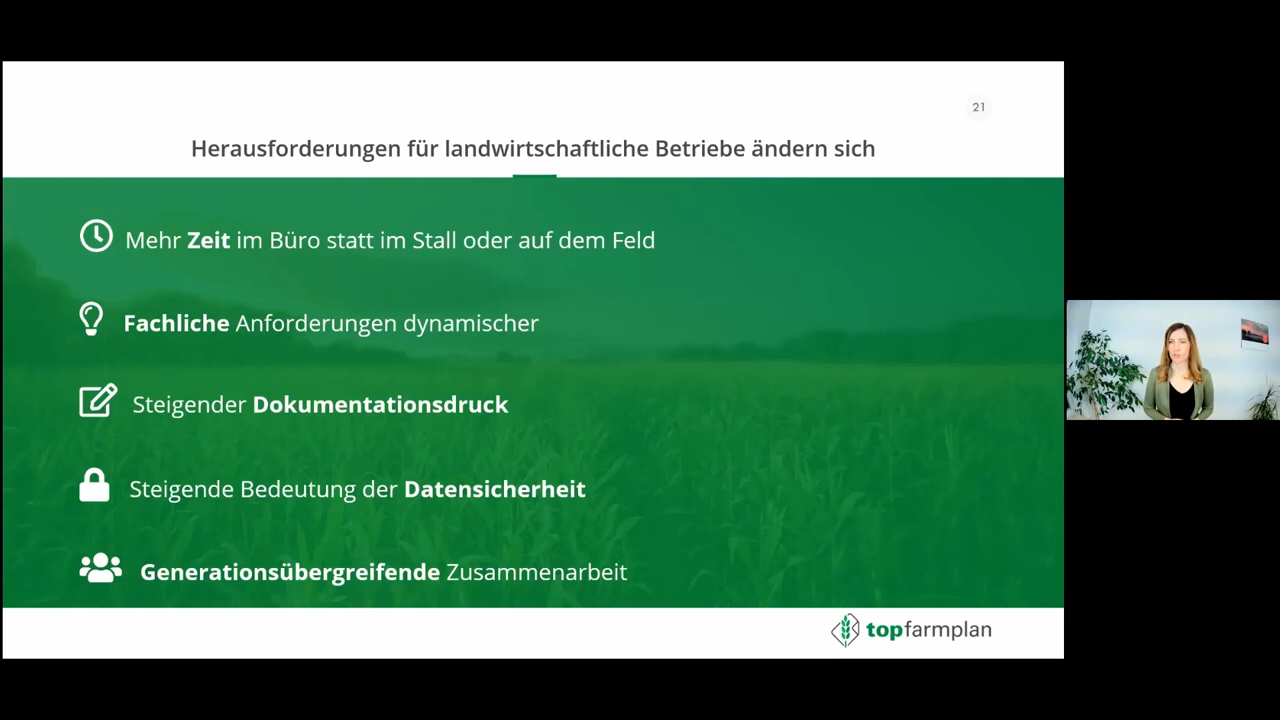 21
Herausforderungen für landwirtschaftliche Betriebe ändern sich
Mehr Zeit im Büro statt im Stall oder auf dem Feld
Fachliche Anforderungen dynamischer
Steigender Dokumentationsdruck
Steigende Bedeutung der Datensicherheit
Generationsübergreifende Zusammenarbeit
topfarmplan